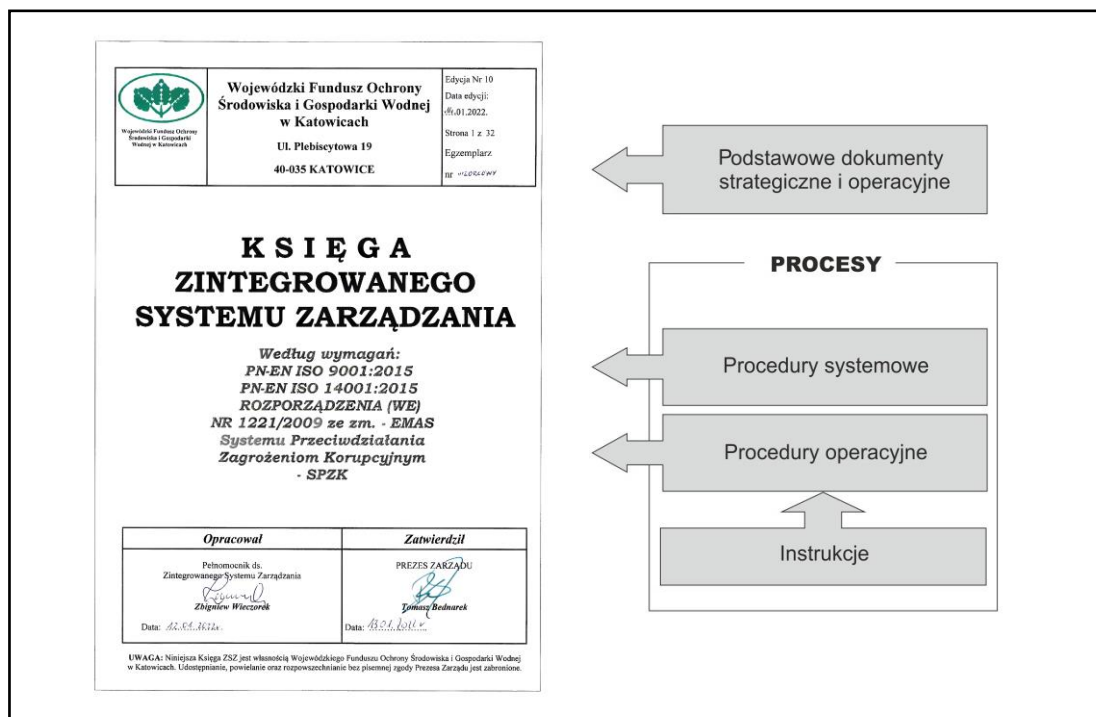 Wojewódzki Fundusz Ochrony
Środowiska i Gospodarki
Wodnej w Katowicach
Wojewódzki Fundusz Ochrony
Środowiska i Gospodarki Wodnej
w Katowicach
Ul. Plebiscytowa 19
40-035 KATOWICE
Edycja Nr 10
Data edycji:
.01.2022.
Strona 1 z 32
Egzemplarz
nr WZORCOWY
KSIĘGA
ZINTEGROWANEGO
SYSTEMU ZARZĄDZANIA
Według wymagań:
PN-EN ISO 9001:2015
PN-EN ISO 14001:2015
ROZPORZĄDZENIA (WE)
NR 1221/2009 ze zm. - EMAS
Systemu Przeciwdziałania
Zagrożeniom Korupcyjnym
- SPZK
Opracował
Zatwierdził
Pełnomocnik ds.
Zintegrowanego Systemu Zarządzania
Zbigniew Wieczorek
Data: 12.01.2022r.
PREZES ZARZĄDU
Tomasz Bednarek
Data:
UWAGA: Niniejsza Księga ZSZ jest własnością Wojewódzkiego Funduszu Ochrony Środowiska i Gospodarki Wodnej
w Katowicach. Udostępnianie, powielanie oraz rozpowszechnianie bez pisemnej zgody Prezesa Zarządu jest zabronione.
Podstawowe dokumenty
strategiczne i operacyjne
PROCESY
Procedury systemowe
Procedury operacyjne
Instrukcje